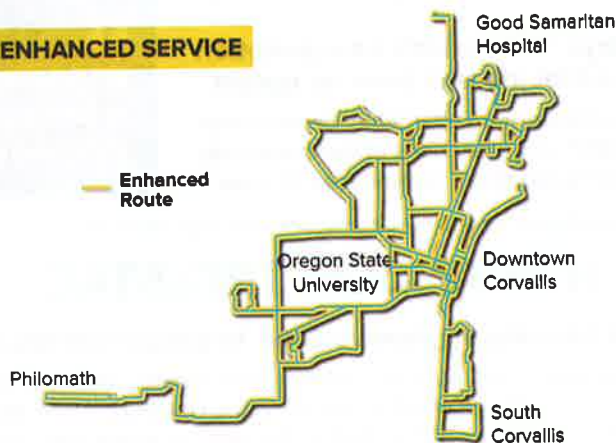 Good Samaritan
Hospital
ENHANCED SERVICE
Enhanced
Route
Oregon State
University
Downtown
Corvallis
Philomath
South
Corvallis